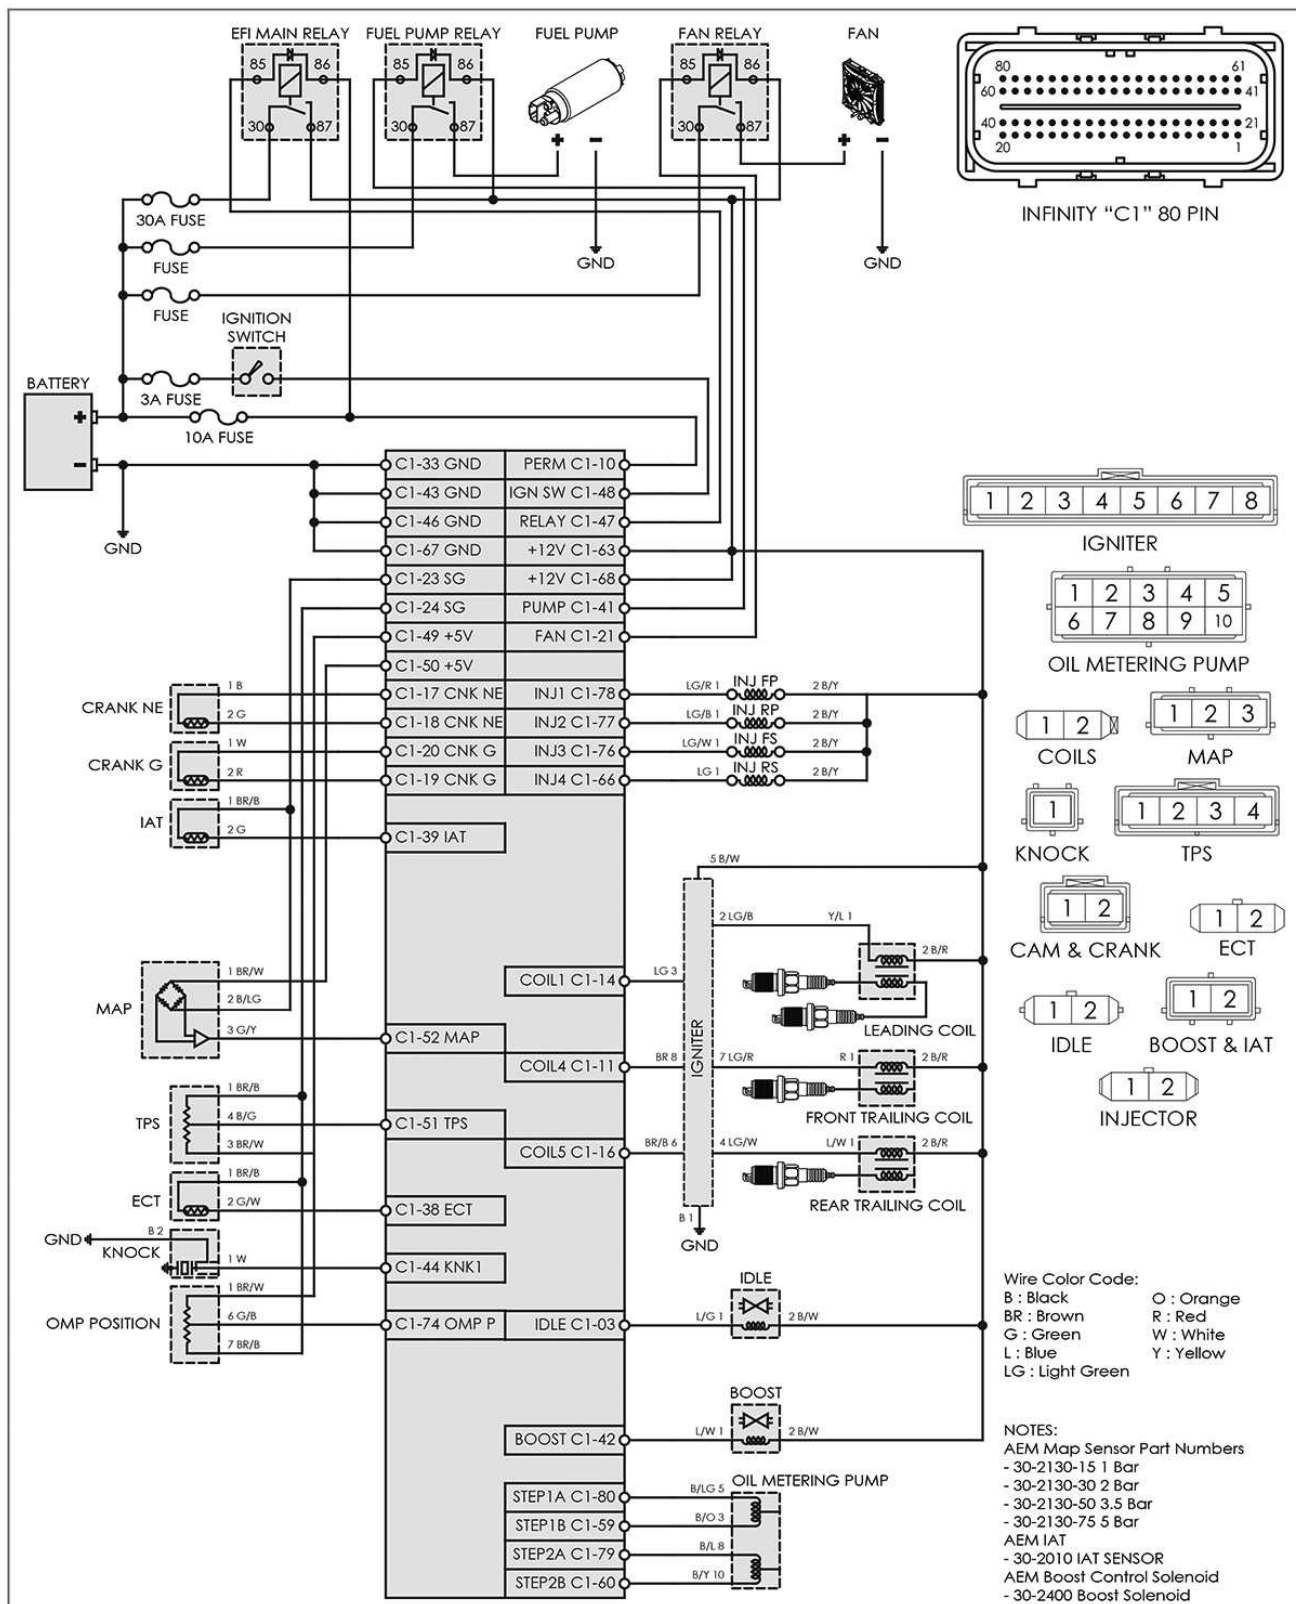 EFI MAIN RELAY
FUEL PUMP RELAY
FUEL PUMP
FAN RELAY
FAN
85 86
30 87
85 86
30 87
85 86
30 87
+ -
+ -
80 61
60 41
40 21
20 1
INFINITY "C1" 80 PIN
30A FUSE
FUSE
FUSE
GND
GND
IGNITION
SWITCH
3A FUSE
10A FUSE
BATTERY
+
-
GND
C1-33 GND
C1-43 GND
C1-46 GND
C1-67 GND
C1-23 SG
C1-24 SG
C1-49 +5V
C1-50 +5V
C1-17 CNK NE
C1-18 CNK NE
C1-20 CNK G
C1-19 CNK G
C1-39 IAT
C1-52 MAP
C1-51 TPS
C1-38 ECT
C1-44 KNK1
C1-74 OMP P
PERM C1-10
IGN SW C1-48
RELAY C1-47
+12V C1-63
+12V C1-68
PUMP C1-41
FAN C1-21
INJ1 C1-78
INJ2 C1-77
INJ3 C1-76
INJ4 C1-66
COIL1 C1-14
COIL4 C1-11
COIL5 C1-16
IDLE C1-03
BOOST C1-42
STEP1A C1-80
STEP1B C1-59
STEP2A C1-79
STEP2B C1-60
CRANK NE
1 B
2 G
CRANK G
1 W
2 R
IAT
1 BR/B
2 G
MAP
1 BR/W
2 B/LG
3 G/Y
TPS
1 BR/B
4 B/G
3 BR/W
ECT
1 BR/B
2 G/W
GND
B 2
KNOCK
1 W
OMP POSITION
1 BR/W
6 G/B
7 BR/B
LG/R 1 INJ FP 2 B/Y
LG/B 1 INJ RP 2 B/Y
LG/W 1 INJ FS 2 B/Y
LG 1 INJ RS 2 B/Y
5 B/W
2 LG/B Y/L 1 2 B/R
LG 3
LEADING COIL
IGNITER
BR 8 7 LG/R R 1 2 B/R
FRONT TRAILING COIL
BR/B 6 4 LG/W L/W 1 2 B/R
REAR TRAILING COIL
B 1
GND
IDLE
L/G 1 2 B/W
BOOST
L/W 1 2 B/W
OIL METERING PUMP
B/LG 5
B/O 3
B/L 8
B/Y 10
1 2 3 4 5 6 7 8
IGNITER
1 2 3 4 5
6 7 8 9 10
OIL METERING PUMP
1 2
COILS
1 2 3
MAP
1
KNOCK
1 2 3 4
TPS
1 2
CAM & CRANK
1 2
ECT
1 2
IDLE
1 2
BOOST & IAT
1 2
INJECTOR
Wire Color Code:
B : Black O : Orange
BR : Brown R : Red
G : Green W : White
L : Blue Y : Yellow
LG : Light Green
NOTES:
AEM Map Sensor Part Numbers
- 30-2130-15 1 Bar
- 30-2130-30 2 Bar
- 30-2130-50 3.5 Bar
- 30-2130-75 5 Bar
AEM IAT
- 30-2010 IAT SENSOR
AEM Boost Control Solenoid
- 30-2400 Boost Solenoid